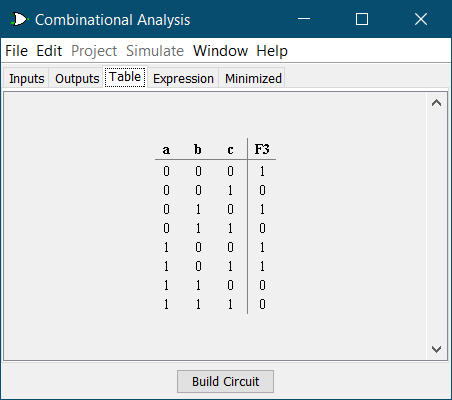 Combinational Analysis
File Edit Project Simulate Window Help
Inputs Outputs Table Expression Minimized
a b c F3
0 0 0 1
0 0 1 0
0 1 0 1
0 1 1 0
1 0 0 1
1 0 1 1
1 1 0 0
1 1 1 0
Build Circuit